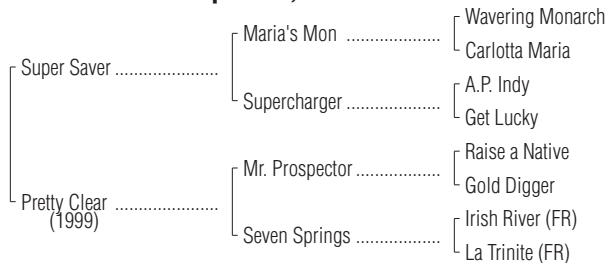 Wavering Monarch
Maria's Mon ....................
Carlotta Maria
Super Saver ......................
A.P. Indy
Supercharger ....................
Get Lucky
Raise a Native
Mr. Prospector ..................
Gold Digger
Pretty Clear ......................
(1999)
Irish River (FR)
Seven Springs ...................
La Trinite (FR)